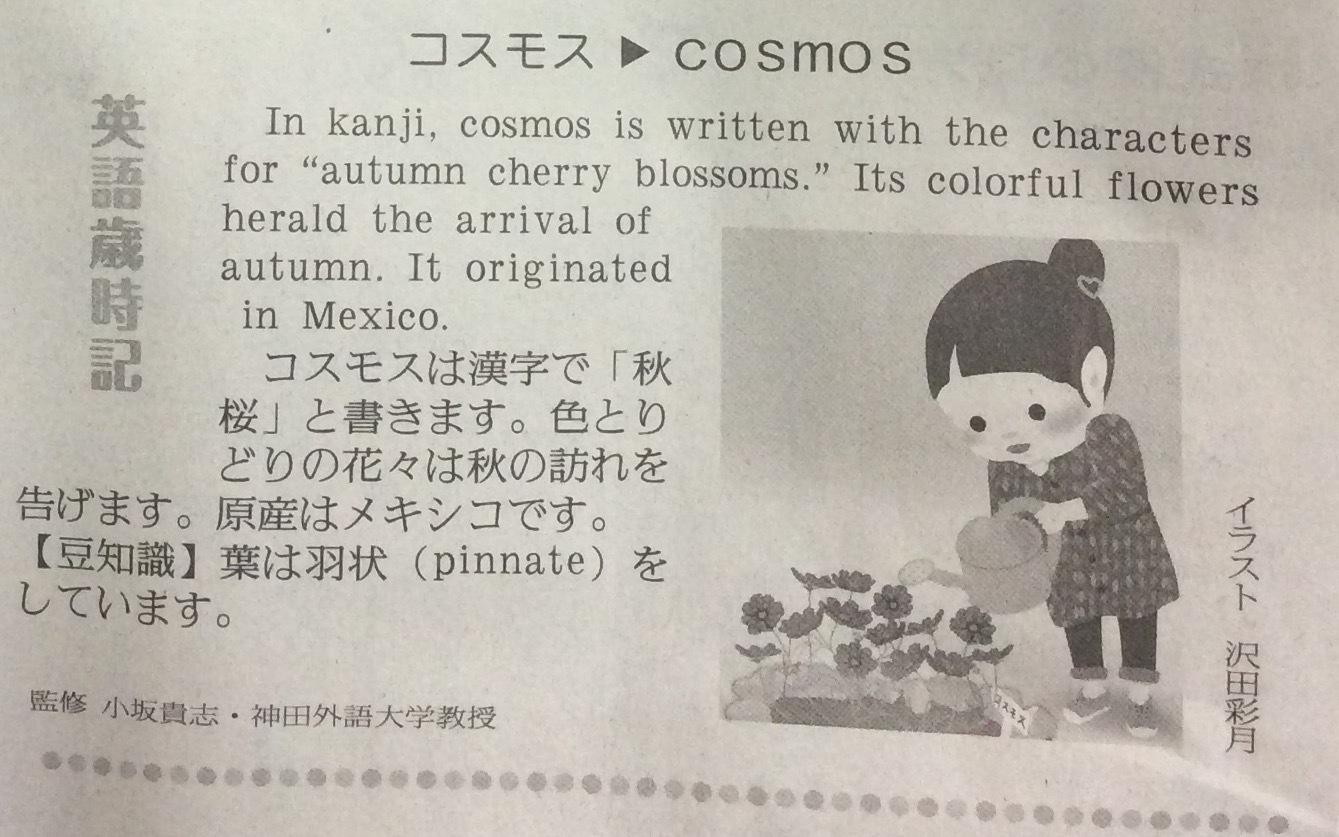 コスモス▶cosmos
英語歳時記
In kanji, cosmos is written with the characters
for “autumn cherry blossoms.” Its colorful flowers
herald the arrival of
autumn. It originated
in Mexico.
コスモスは漢字で「秋
桜」と書きます。色とり
どりの花々は秋の訪れを
告げます。原産はメキシコです。
【豆知識】葉は羽状（pinnate）を
しています。
監修 小坂貴志・神田外語大学教授
コスモス
イラスト 沢田彩月